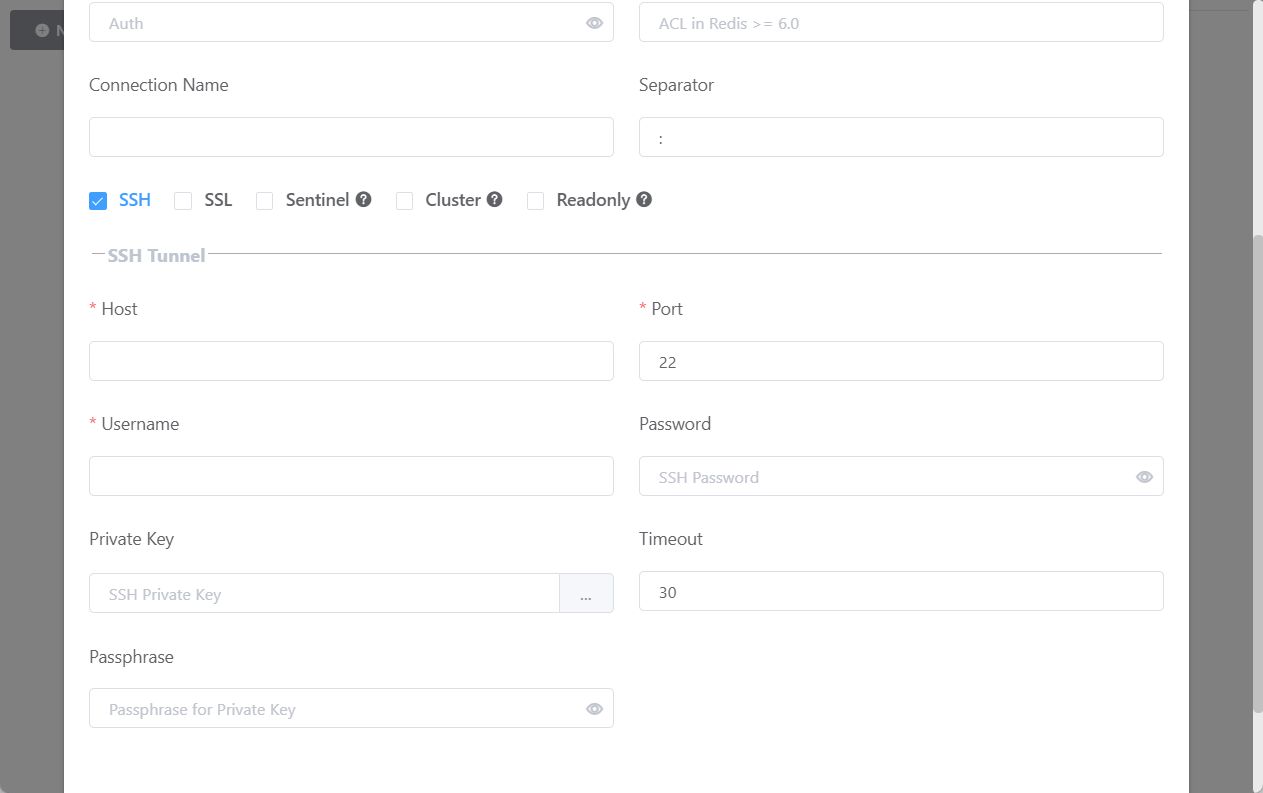 N
Auth
ACL in Redis >= 6.0
Connection Name
Separator
:
SSH SSL Sentinel ? Cluster ? Readonly ?
SSH Tunnel
* Host
* Port
22
* Username
Password
SSH Password
Private Key
Timeout
SSH Private Key
...
30
Passphrase
Passphrase for Private Key